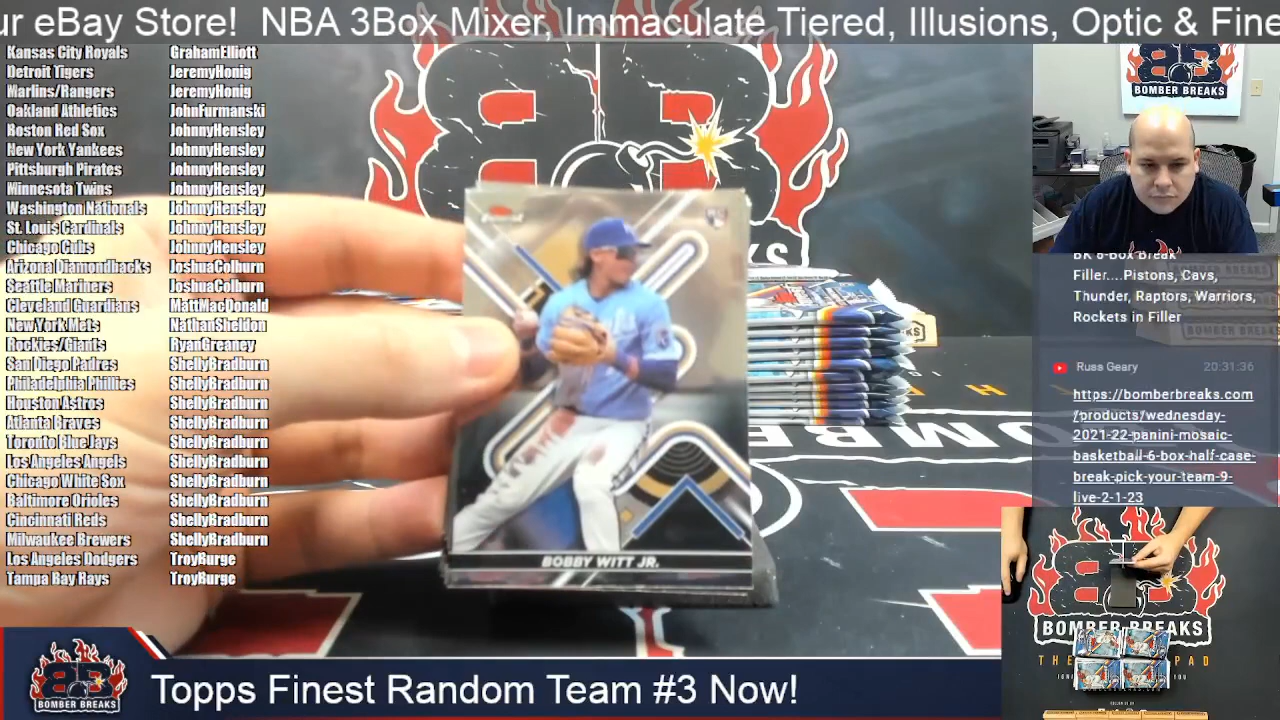 ur eBay Store!  NBA 3Box Mixer, Immaculate Tiered, Illusions, Optic & Fine
Kansas City Royals GrahamElliott
Detroit Tigers JeremyHonig
Marlins/Rangers JeremyHonig
Oakland Athletics JohnFurmanski
Boston Red Sox JohnnyHensley
New York Yankees JohnnyHensley
Pittsburgh Pirates JohnnyHensley
Minnesota Twins JohnnyHensley
Washington Nationals JohnnyHensley
St. Louis Cardinals JohnnyHensley
Chicago Cubs JohnnyHensley
Arizona Diamondbacks JoshuaColburn
Seattle Mariners JoshuaColburn
Cleveland Guardians MattMacDonald
New York Mets NathanSheldon
Rockies/Giants RyanGreaney
San Diego Padres ShellyBradburn
Philadelphia Phillies ShellyBradburn
Houston Astros ShellyBradburn
Atlanta Braves ShellyBradburn
Toronto BlueJays ShellyBradburn
Los Angeles Angels ShellyBradburn
Chicago White Sox ShellyBradburn
Baltimore Orioles ShellyBradburn
Cincinnati Reds ShellyBradburn
Milwaukee Brewers ShellyBradburn
Los Angeles Dodgers TroyBurge
Tampa Bay Rays TroyBurge
BOBBY WITT JR.
BOMBER BREAKS
BR 6-Box Break
Filler....Pistons, Cavs,
Thunder, Raptors, Warriors,
Rockets in Filler
Russ Geary 20:31:36
https://bomberbreaks.com
/products/wednesday-
2021-22-panini-mosaic-
basketball-6-box-half-case-
break-pick-your-team-9-
live-2-1-23
BOMBER BREAKS
THE PAD
BOMBER BREAKS
Topps Finest Random Team #3 Now!